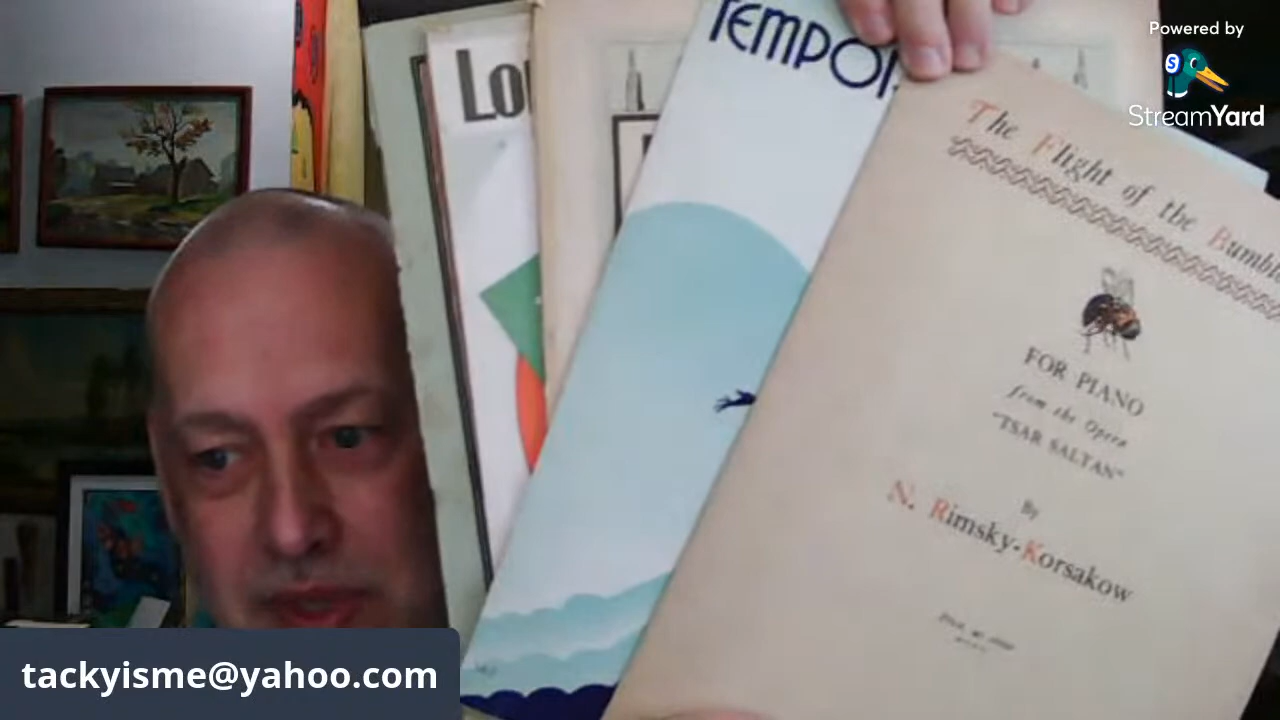 Powered by
StreamYard
TEMPO
Lo
The Flight of the Bumbl
FOR PIANO
from the Opera
"TSAR SALTAN"
By
N. Rimsky-Korsakow
tackyisme@yahoo.com